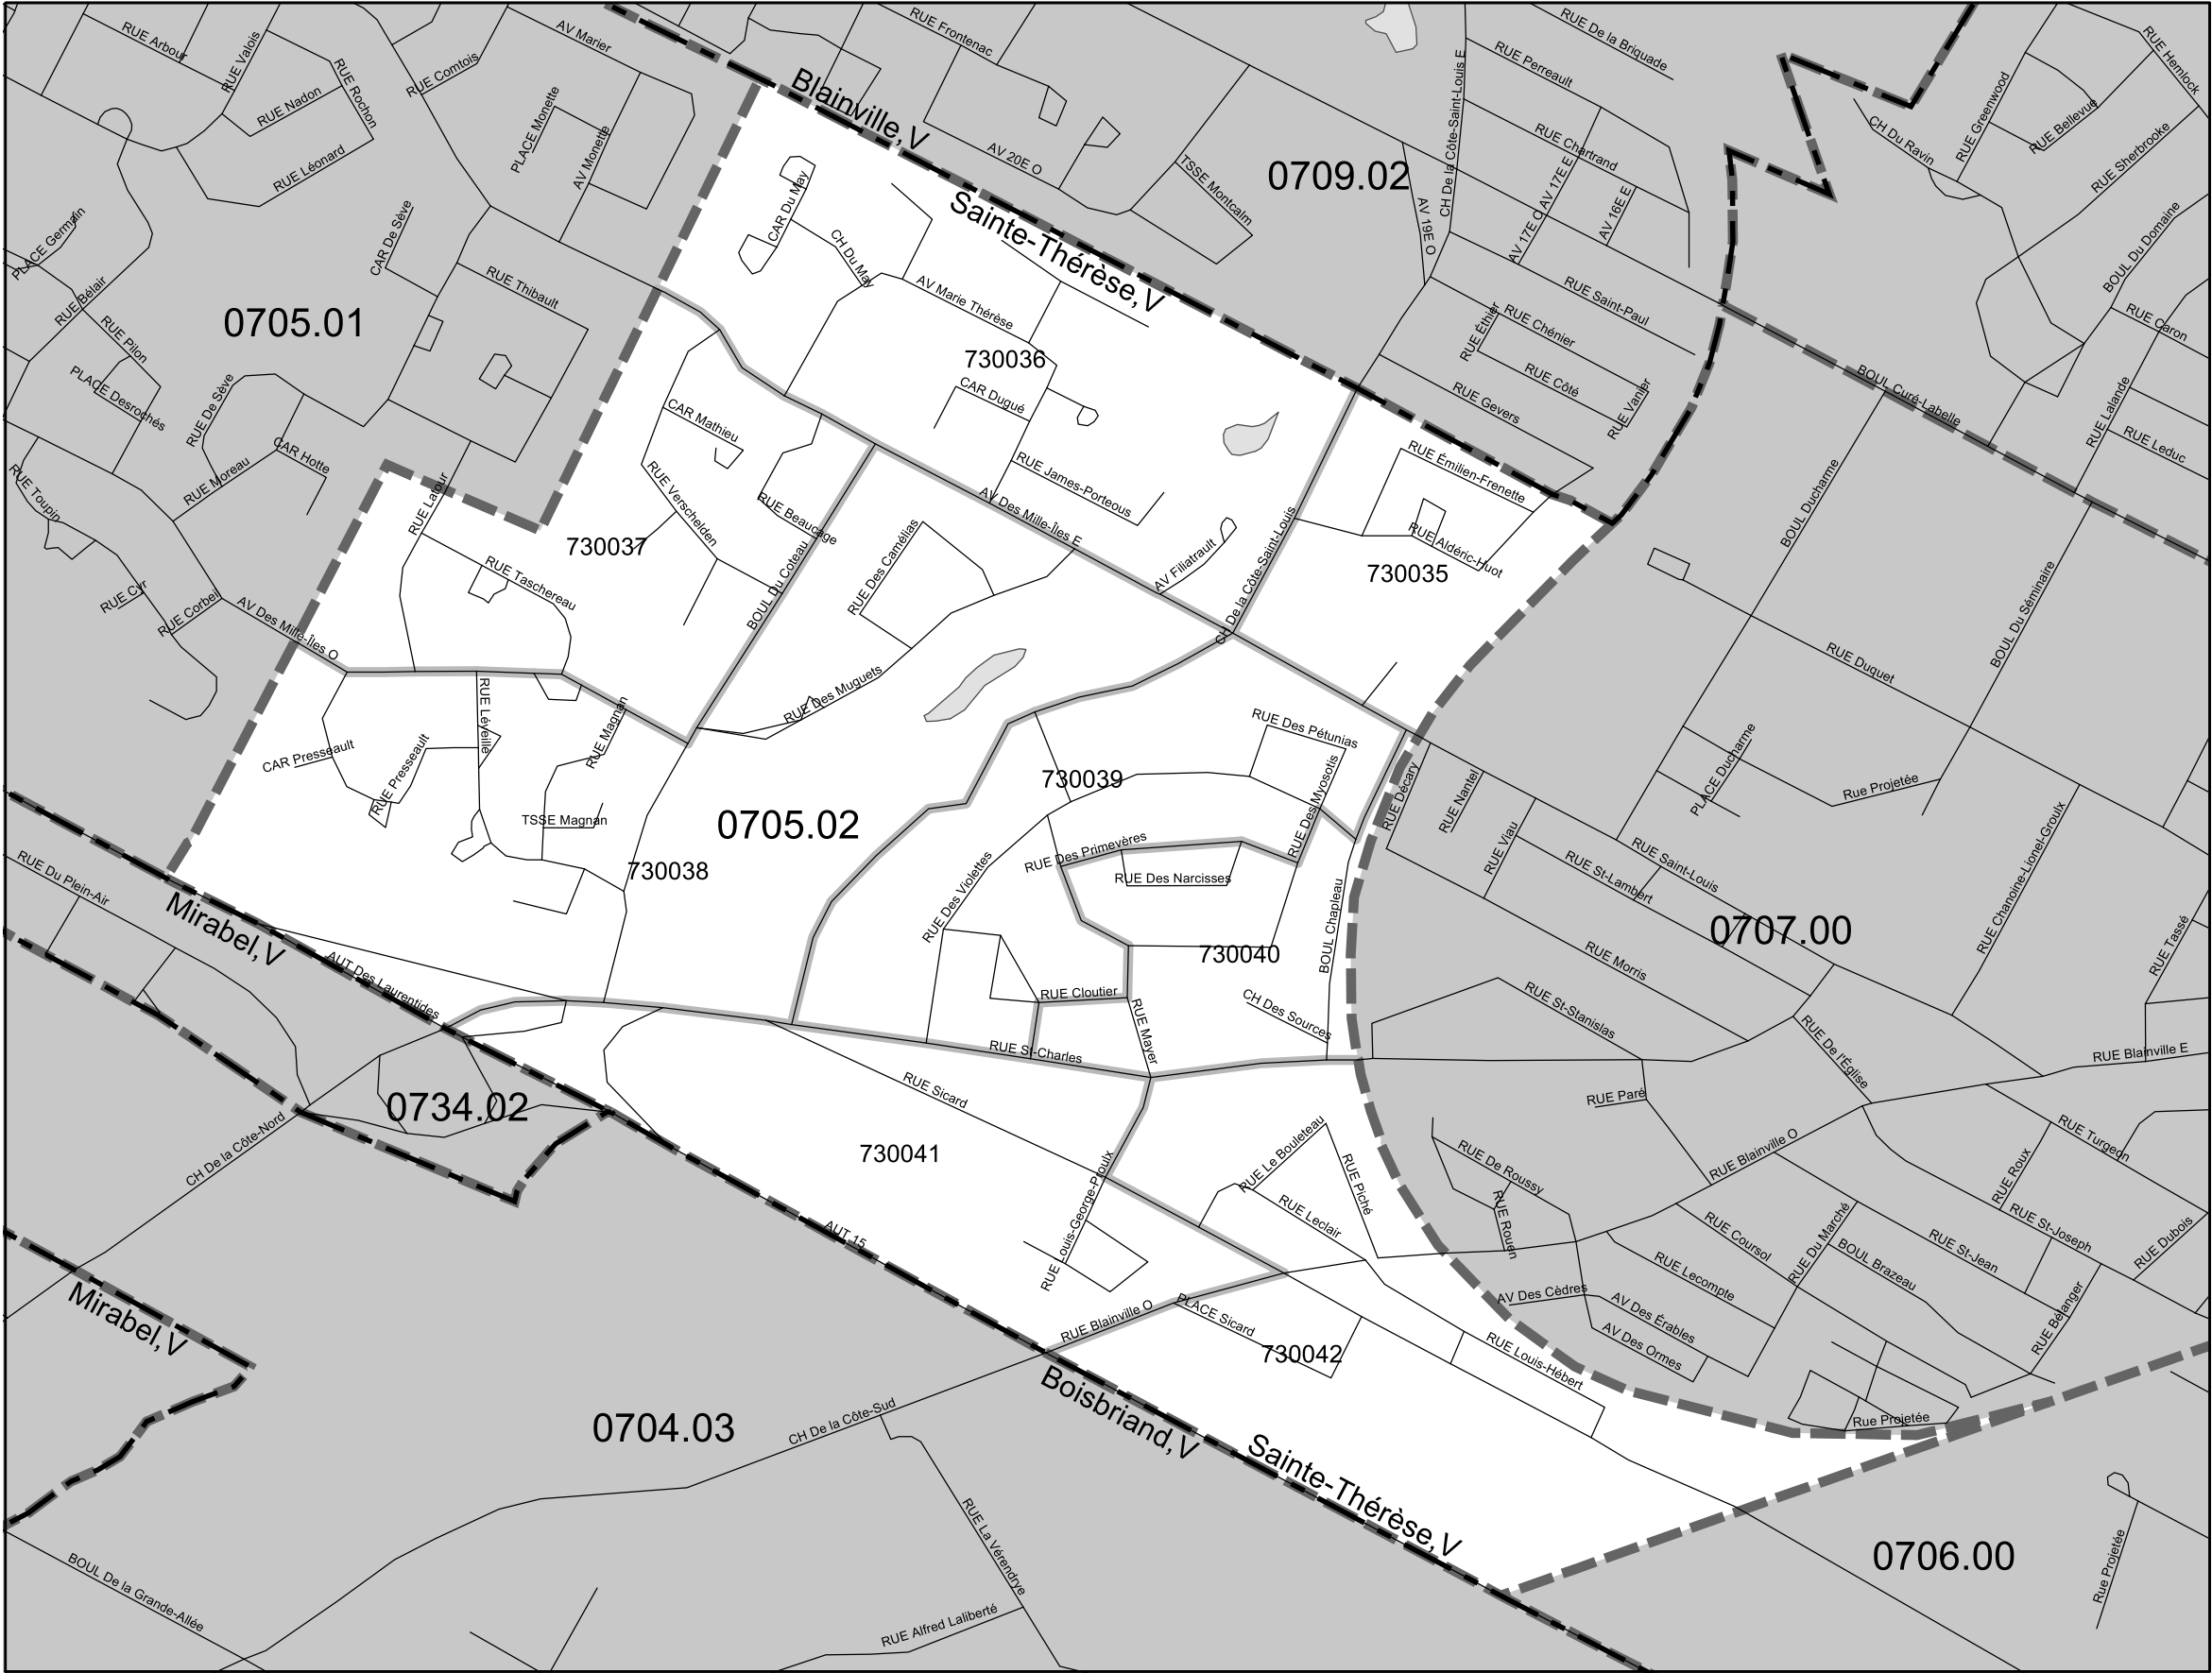 RUE Arbour
RUE Valois
RUE Nadon
RUE Rochon
RUE Léonard
RUE Comtois
AV Marier
PLACE Monette
AV Monette
RUE Frontenac
Blainville,V
AV 20E O
TSSE Montcalm
0709.02
RUE De la Briquade
RUE Perreault
RUE Chartrand
CH De la Côte-Saint-Louis E
AV 19E O
AV 17E O
AV 17E E
AV 16E E
RUE Hemlock
RUE Greenwood
RUE Bellevue
CH Du Ravin
RUE Sherbrooke
BOUL Du Domaine
RUE Caron
RUE Lalande
RUE Leduc
PLACE Germain
RUE Bélair
RUE Pilon
PLACE Desrochés
CAR De Sève
RUE Thibault
0705.01
RUE De Sève
CAR Hotte
RUE Moreau
RUE Toupin
RUE Cyr
RUE Corbeil
AV Des Mille-Îles O
CAR Du May
CH Du May
Sainte-Thérèse,V
AV Marie Thérèse
730036
CAR Dugué
RUE James-Porteous
AV Des Mille-Îles E
AV Filiatrault
CH De la Côte-Saint-Louis
RUE Saint-Paul
RUE Éthier
RUE Chénier
RUE Côté
RUE Vanier
RUE Gevers
RUE Émilien-Frenette
RUE Aldéric-Huot
730035
BOUL Curé-Labelle
BOUL Ducharme
BOUL Du Séminaire
RUE Duquet
PLACE Ducharme
Rue Projetée
CAR Mathieu
RUE Verschelden
RUE Beaucage
RUE Latour
730037
RUE Taschereau
BOUL Du Coteau
RUE Des Camélias
RUE Des Muguets
CAR Presseault
RUE Presseault
RUE Léveillé
RUE Magnan
TSSE Magnan
730038
0705.02
730039
RUE Des Pétunias
RUE Des Myosotis
RUE Des Primevères
RUE Des Narcisses
RUE Des Violettes
730040
BOUL Chapleau
RUE Cloutier
RUE Mayer
CH Des Sources
RUE St-Charles
RUE Décary
RUE Nantel
RUE Viau
RUE St-Lambert
RUE Saint-Louis
0707.00
RUE Morris
RUE Chanoine-Lionel-Groulx
RUE Tassé
RUE St-Stanislas
RUE De l'Église
RUE Blainville E
RUE Paré
RUE Du Plein-Air
Mirabel,V
AUT Des Laurentides
0734.02
CH De la Côte-Nord
Mirabel,V
RUE Sicard
730041
AUT 15
RUE Louis-George-Proulx
RUE Le Bouleteau
RUE Piché
RUE Leclair
RUE De Roussy
RUE Rouen
RUE Blainville O
RUE Turgeon
RUE Roux
RUE St-Joseph
RUE Dubois
RUE St-Jean
RUE Coursol
RUE Du Marché
BOUL Brazeau
RUE Lecompte
RUE Bélanger
AV Des Cèdres
AV Des Érables
AV Des Ormes
RUE Blainville O
PLACE Sicard
730042
RUE Louis-Hébert
Rue Projetée
Boisbriand,V
Sainte-Thérèse,V
0704.03
CH De la Côte-Sud
RUE La Vérendrye
RUE Alfred Laliberté
BOUL De la Grande-Allée
0706.00
Rue Projetée